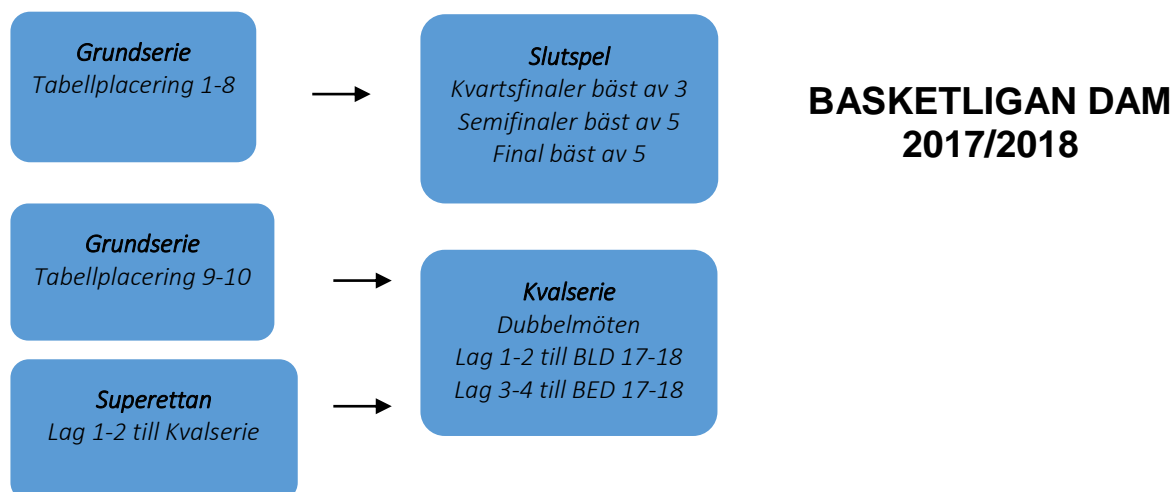 Grundserie
Tabellplacering 1-8
Slutspel
Kvartsfinaler bäst av 3
Semifinaler bäst av 5
Final bäst av 5
BASKETLIGAN DAM
2017/2018
Grundserie
Tabellplacering 9-10
Kvalserie
Dubbelmöten
Lag 1-2 till BLD 17-18
Lag 3-4 till BED 17-18
Superettan
Lag 1-2 till Kvalserie